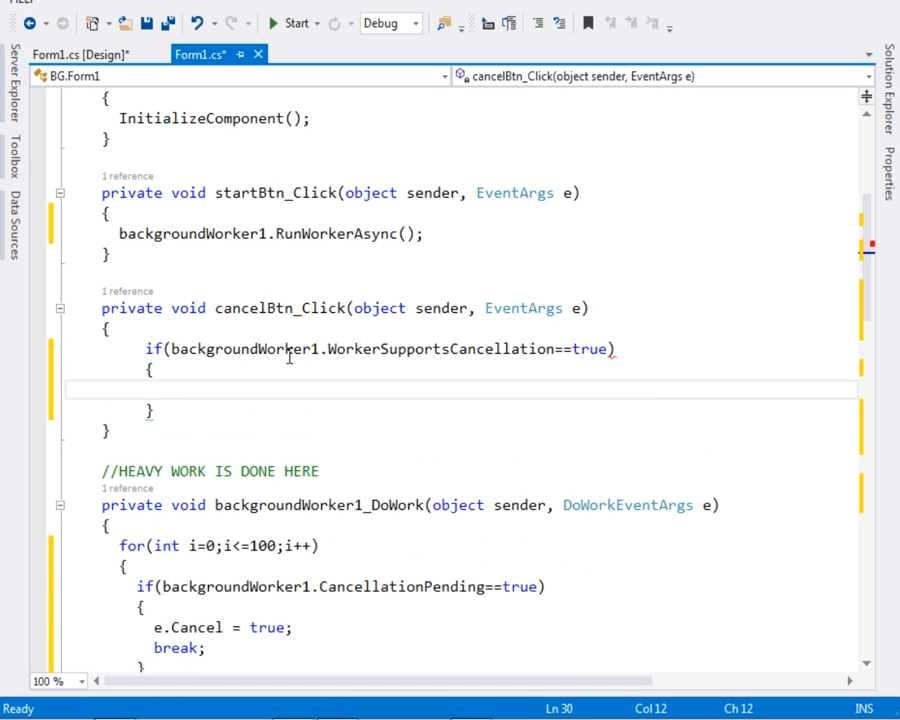 Start
Debug
Form1.cs [Design]*
Form1.cs*
BG.Form1
cancelBtn_Click(object sender, EventArgs e)
Server Explorer
Toolbox
Data Sources
Solution Explorer
Properties
{
InitializeComponent();
}
1 reference
private void startBtn_Click(object sender, EventArgs e)
{
backgroundWorker1.RunWorkerAsync();
}
1 reference
private void cancelBtn_Click(object sender, EventArgs e)
{
if(backgroundWorker1.WorkerSupportsCancellation==true)
{
}
}
//HEAVY WORK IS DONE HERE
1 reference
private void backgroundWorker1_DoWork(object sender, DoWorkEventArgs e)
{
for(int i=0;i<=100;i++)
{
if(backgroundWorker1.CancellationPending==true)
{
e.Cancel = true;
break;
}
100 %
Ready
Ln 30
Col 12
Ch 12
INS